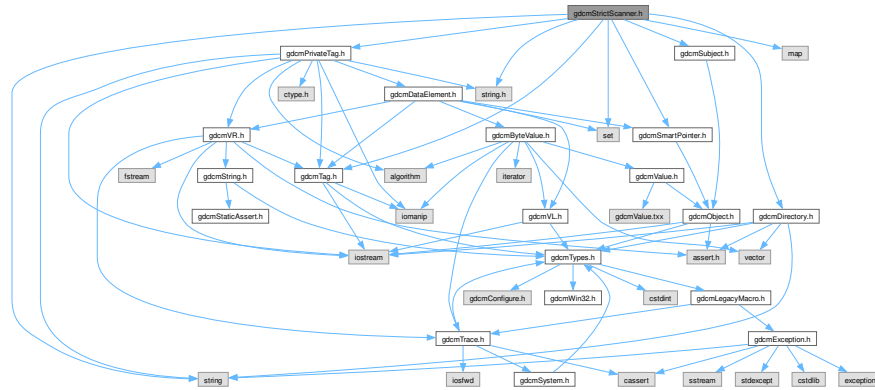 gdcmStrictScanner.h
gdcmPrivateTag.h
gdcmSubject.h
map
ctype.h
gdcmDataElement.h
string.h
gdcmVR.h
gdcmByteValue.h
set
gdcmSmartPointer.h
fstream
gdcmString.h
gdcmTag.h
algorithm
iterator
gdcmValue.h
gdcmStaticAssert.h
iomanip
gdcmVL.h
gdcmValue.txx
gdcmObject.h
gdcmDirectory.h
iostream
gdcmTypes.h
assert.h
vector
gdcmConfigure.h
gdcmWin32.h
cstdint
gdcmLegacyMacro.h
gdcmTrace.h
gdcmException.h
string
iosfwd
gdcmSystem.h
cassert
sstream
stdexcept
cstdlib
exception